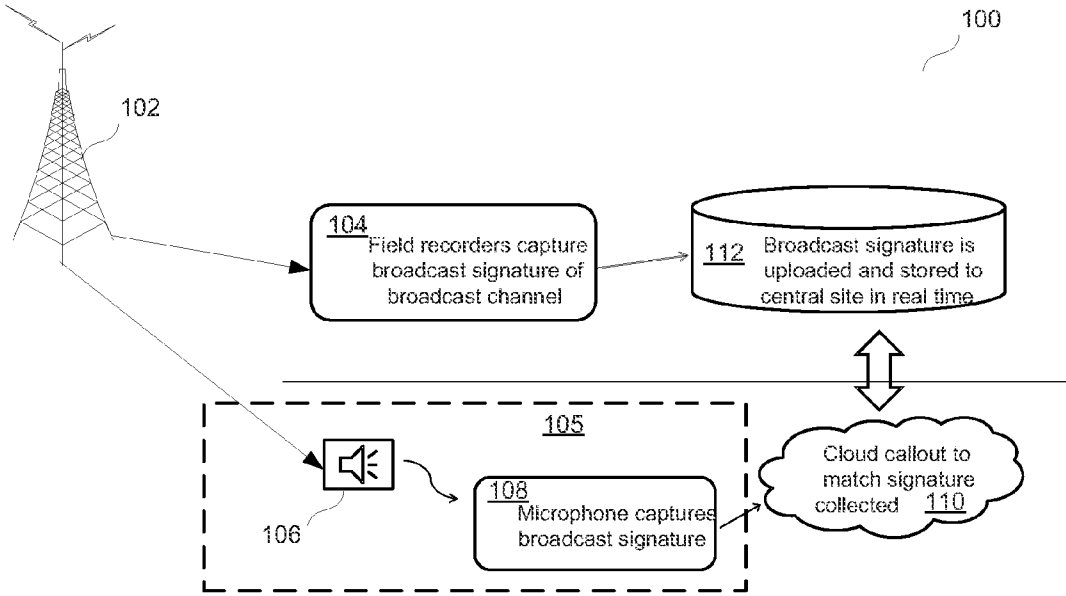 100
102
104
Field recorders capture
broadcast signature of
broadcast channel
112
Broadcast signature is
uploaded and stored to
central site in real time
105
106
108
Microphone captures
broadcast signature
Cloud callout to
match signature
collected 110